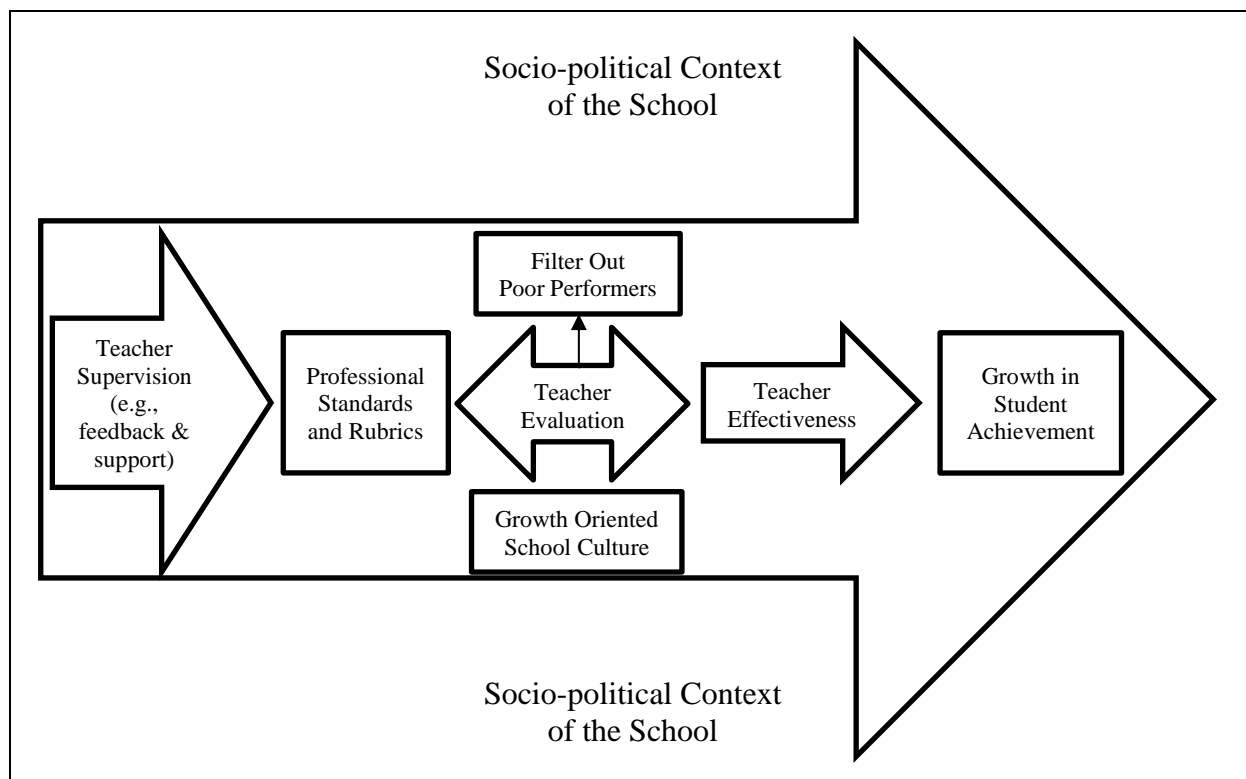 Socio-political Context
of the School
Filter Out
Poor Performers
Teacher
Supervision
(e.g.,
feedback &
support)
Professional
Standards
and Rubrics
Teacher
Evaluation
Teacher
Effectiveness
Growth in
Student
Achievement
Growth Oriented
School Culture
Socio-political Context
of the School